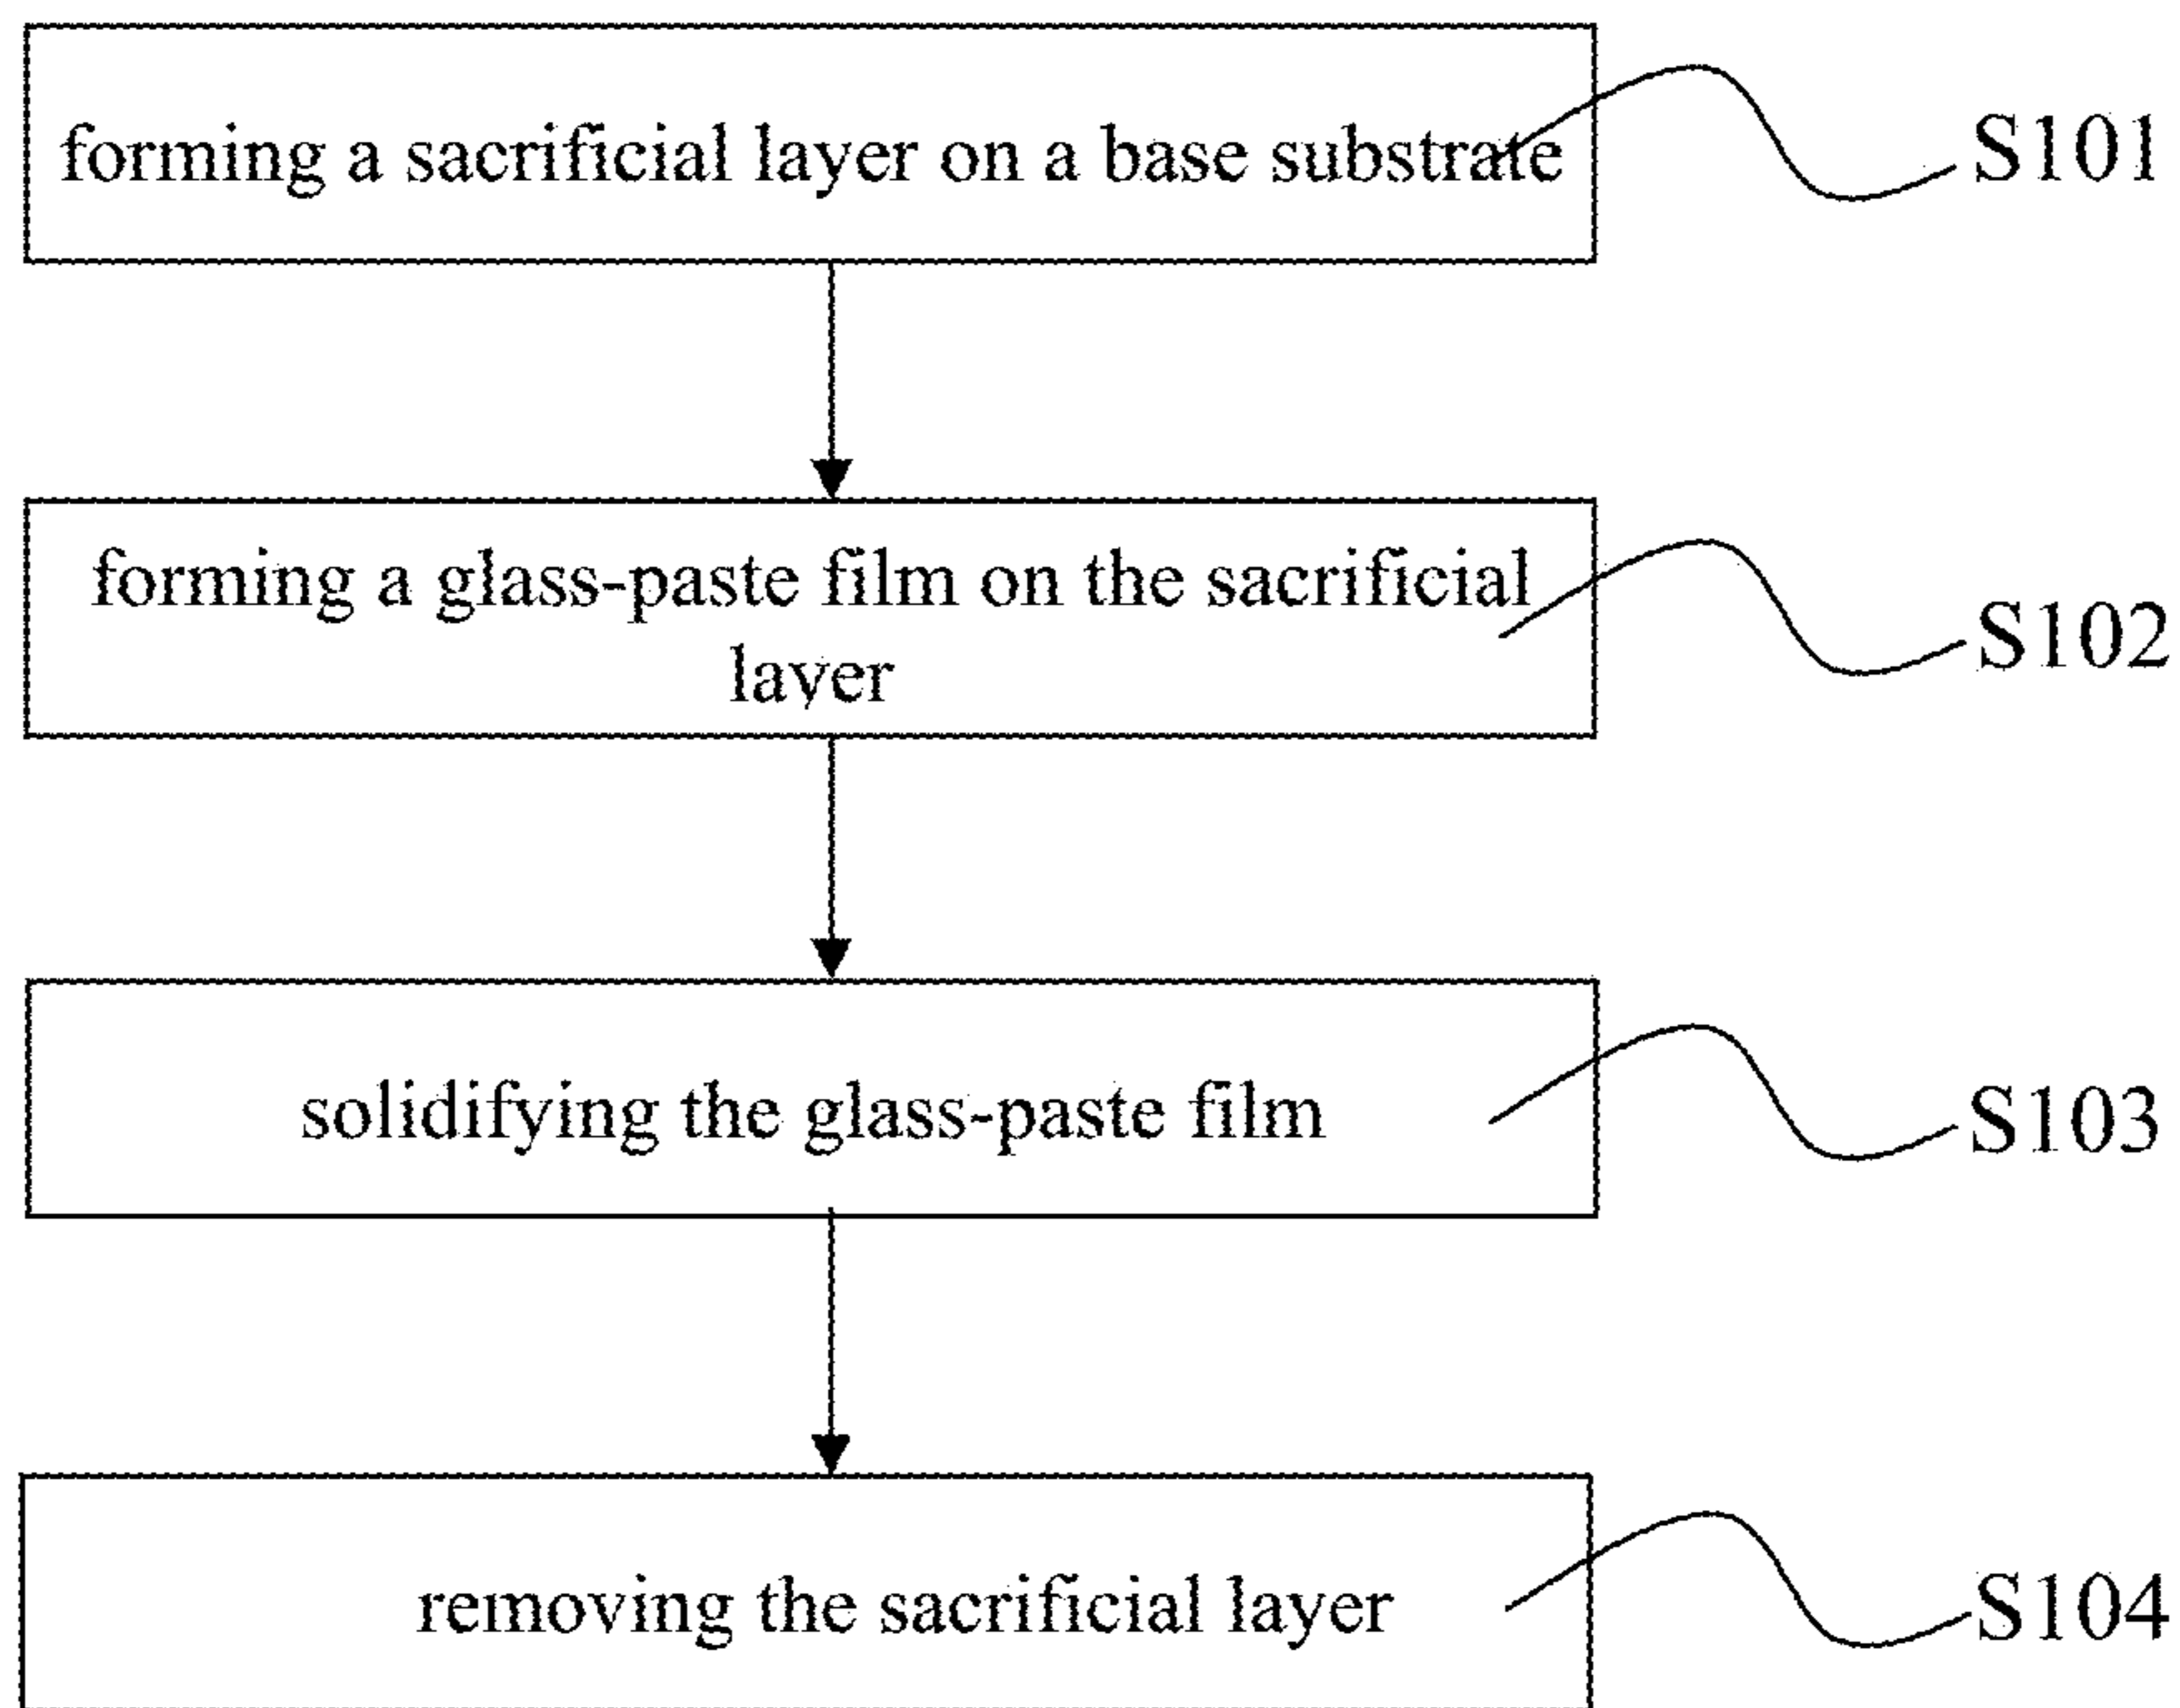 forming a sacrificial layer on a base substrate
S101
forming a glass-paste film on the sacrificial
layer
S102
solidifying the glass-paste film
S103
removing the sacrificial layer
S104